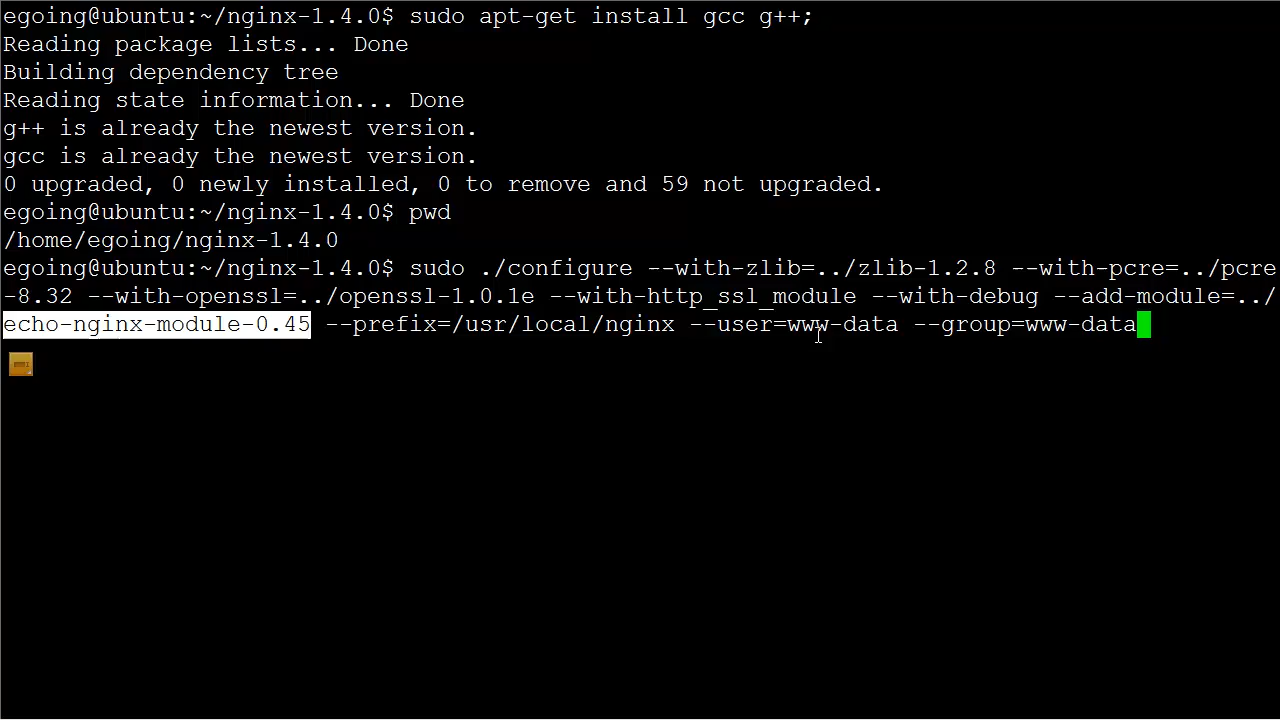 egoing@ubuntu:~/nginx-1.4.0$ sudo apt-get install gcc g++;
Reading package lists... Done
Building dependency tree
Reading state information... Done
g++ is already the newest version.
gcc is already the newest version.
0 upgraded, 0 newly installed, 0 to remove and 59 not upgraded.
egoing@ubuntu:~/nginx-1.4.0$ pwd
/home/egoing/nginx-1.4.0
egoing@ubuntu:~/nginx-1.4.0$ sudo ./configure --with-zlib=../zlib-1.2.8 --with-pcre=../pcre
-8.32 --with-openssl=../openssl-1.0.1e --with-http_ssl_module --with-debug --add-module=../
echo-nginx-module-0.45 --prefix=/usr/local/nginx --user=www-data --group=www-data